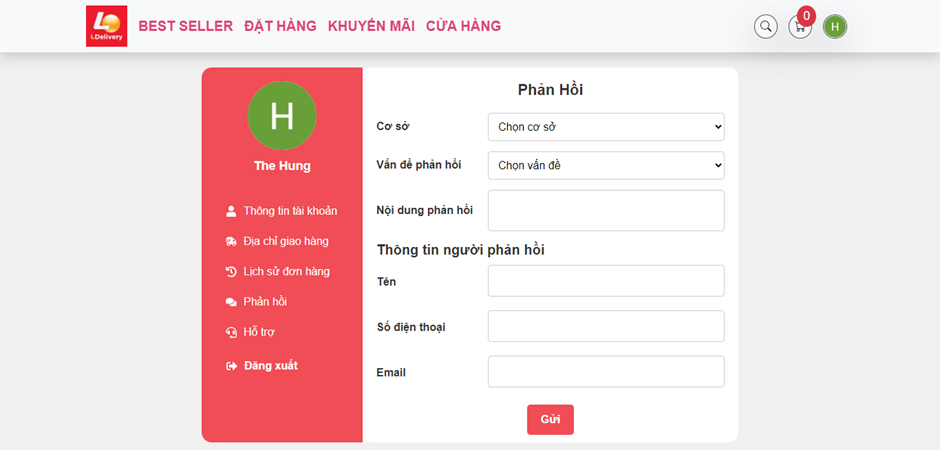 LDelivery
BEST SELLER ĐẶT HÀNG KHUYẾN MÃI CỬA HÀNG
0
H
H
The Hung
Thông tin tài khoản
Địa chỉ giao hàng
Lịch sử đơn hàng
Phản hồi
Hỗ trợ
Đăng xuất
Phản Hồi
Cơ sở
Chọn cơ sở
Vấn đề phản hồi
Chọn vấn đề
Nội dung phản hồi
Thông tin người phản hồi
Tên
Số điện thoại
Email
Gửi